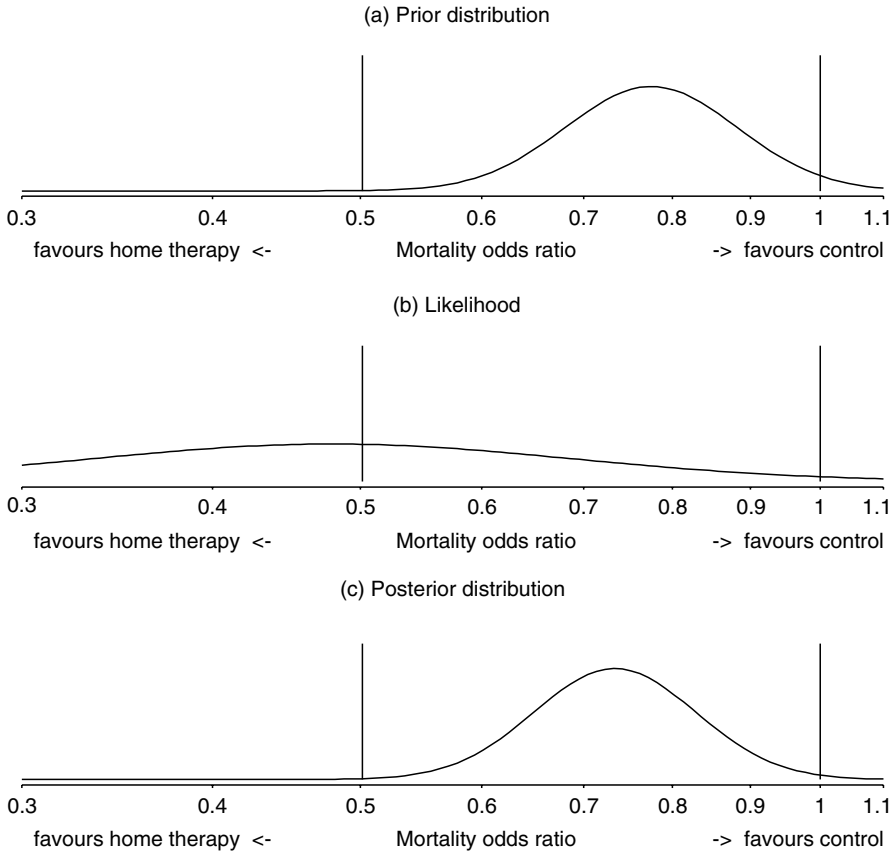 (a) Prior distribution
0.3 0.4 0.5 0.6 0.7 0.8 0.9 1 1.1
favours home therapy <- Mortality odds ratio -> favours control
(b) Likelihood
0.3 0.4 0.5 0.6 0.7 0.8 0.9 1 1.1
favours home therapy <- Mortality odds ratio -> favours control
(c) Posterior distribution
0.3 0.4 0.5 0.6 0.7 0.8 0.9 1 1.1
favours home therapy <- Mortality odds ratio -> favours control